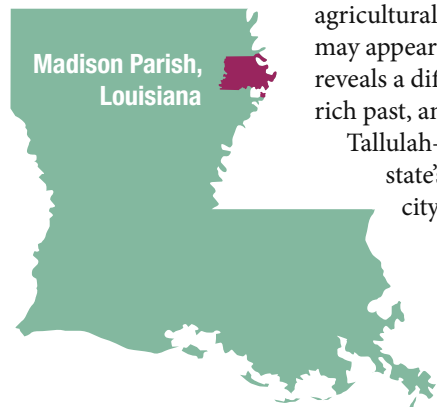 Madison Parish,
Louisiana
agricultural
may appear
reveals a dif
rich past, an
Tallulah-
state's
city